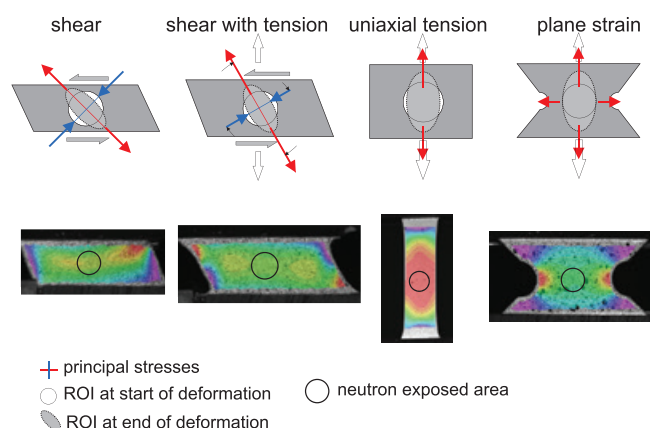 shear
shear with tension
uniaxial tension
plane strain
principal stresses
ROI at start of deformation
neutron exposed area
ROI at end of deformation